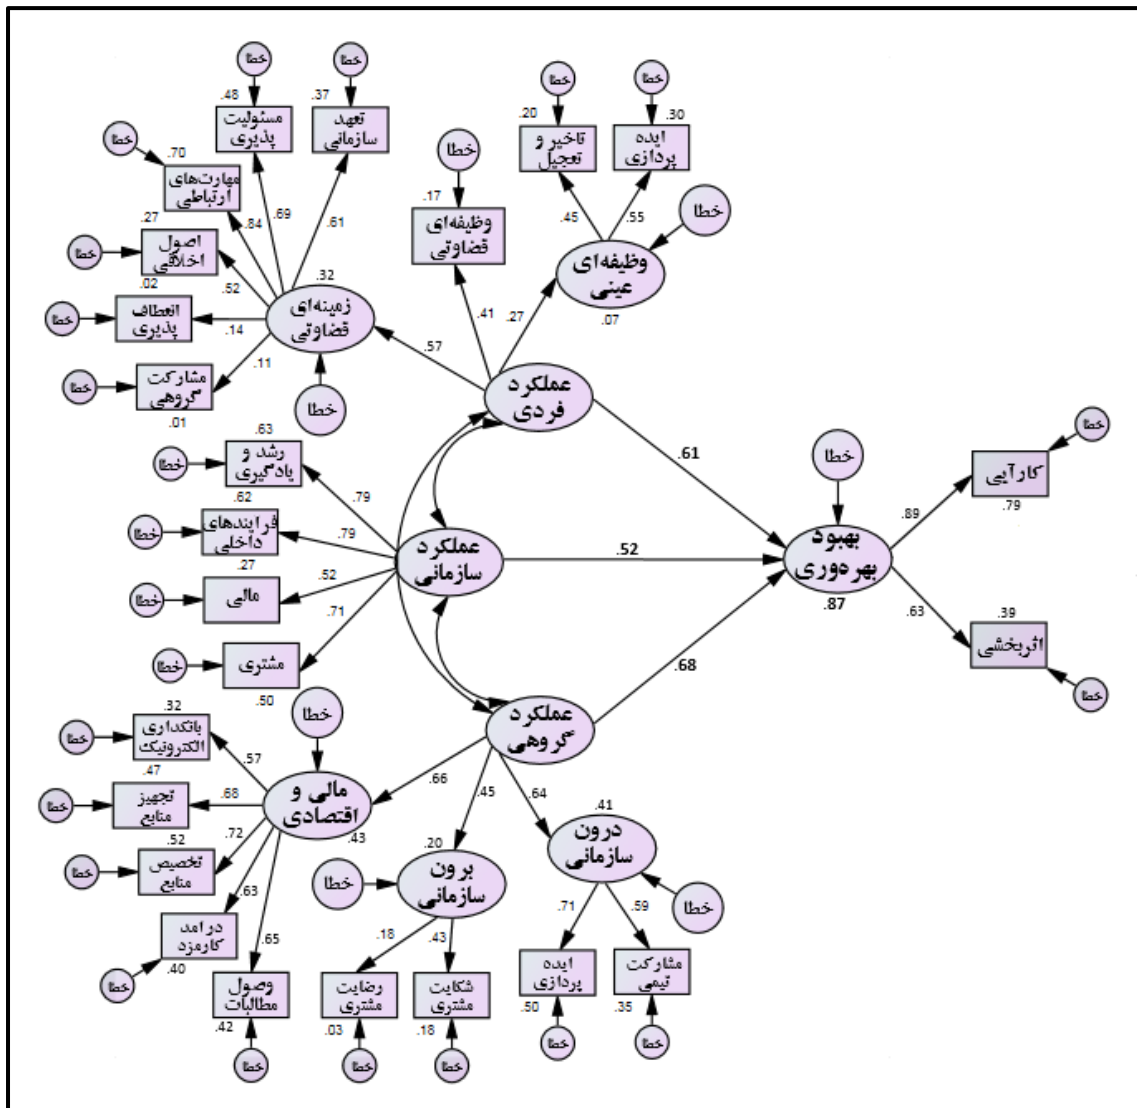 خطا
خطا
خطا
خطا
.48
.37
.20
.30
مسئولیت
پذیری
تعهد
سازمانی
تاخیر و
تعجیل
ایده
پردازی
خطا
.70
خطا
مهارت‌های
ارتباطی
.17
.84
.69
.61
.45
.55
خطا
.27
خطا
اصول
اخلاقی
وظیفه‌ای
قضاوتی
وظیفه‌ای
عینی
.02
.52
.32
.07
خطا
انعطاف
پذیری
.14
زمینه‌ای
قضاوتی
.41
.27
.57
خطا
مشارکت
گروهی
.11
.01
خطا
عملکرد
فردی
.63
خطا
رشد و
یادگیری
.79
.61
خطا
کارآیی
.79
خطا
.89
.62
خطا
فرایندهای
داخلی
.79
عملکرد
سازمانی
.52
بهبود
بهره‌وری
.87
.27
خطا
مالی
.52
.71
.63
.39
اثربخشی
خطا
خطا
مشتری
.50
.68
خطا
عملکرد
گروهی
.32
خطا
بانکداری
الکترونیک
.57
.66
.45
.64
.47
خطا
تجهیز
منابع
.68
مالی و
اقتصادی
.43
.41
درون
سازمانی
.52
خطا
تخصیص
منابع
.72
.20
برون
سازمانی
خطا
خطا
.63
.65
درآمد
کارمزد
.40
خطا
.18
.43
.71
.59
وصول
مطالبات
.42
رضایت
مشتری
.03
شکایت
مشتری
.18
ایده
پردازی
.50
مشارکت
تیمی
.35
خطا
خطا
خطا
خطا
خطا